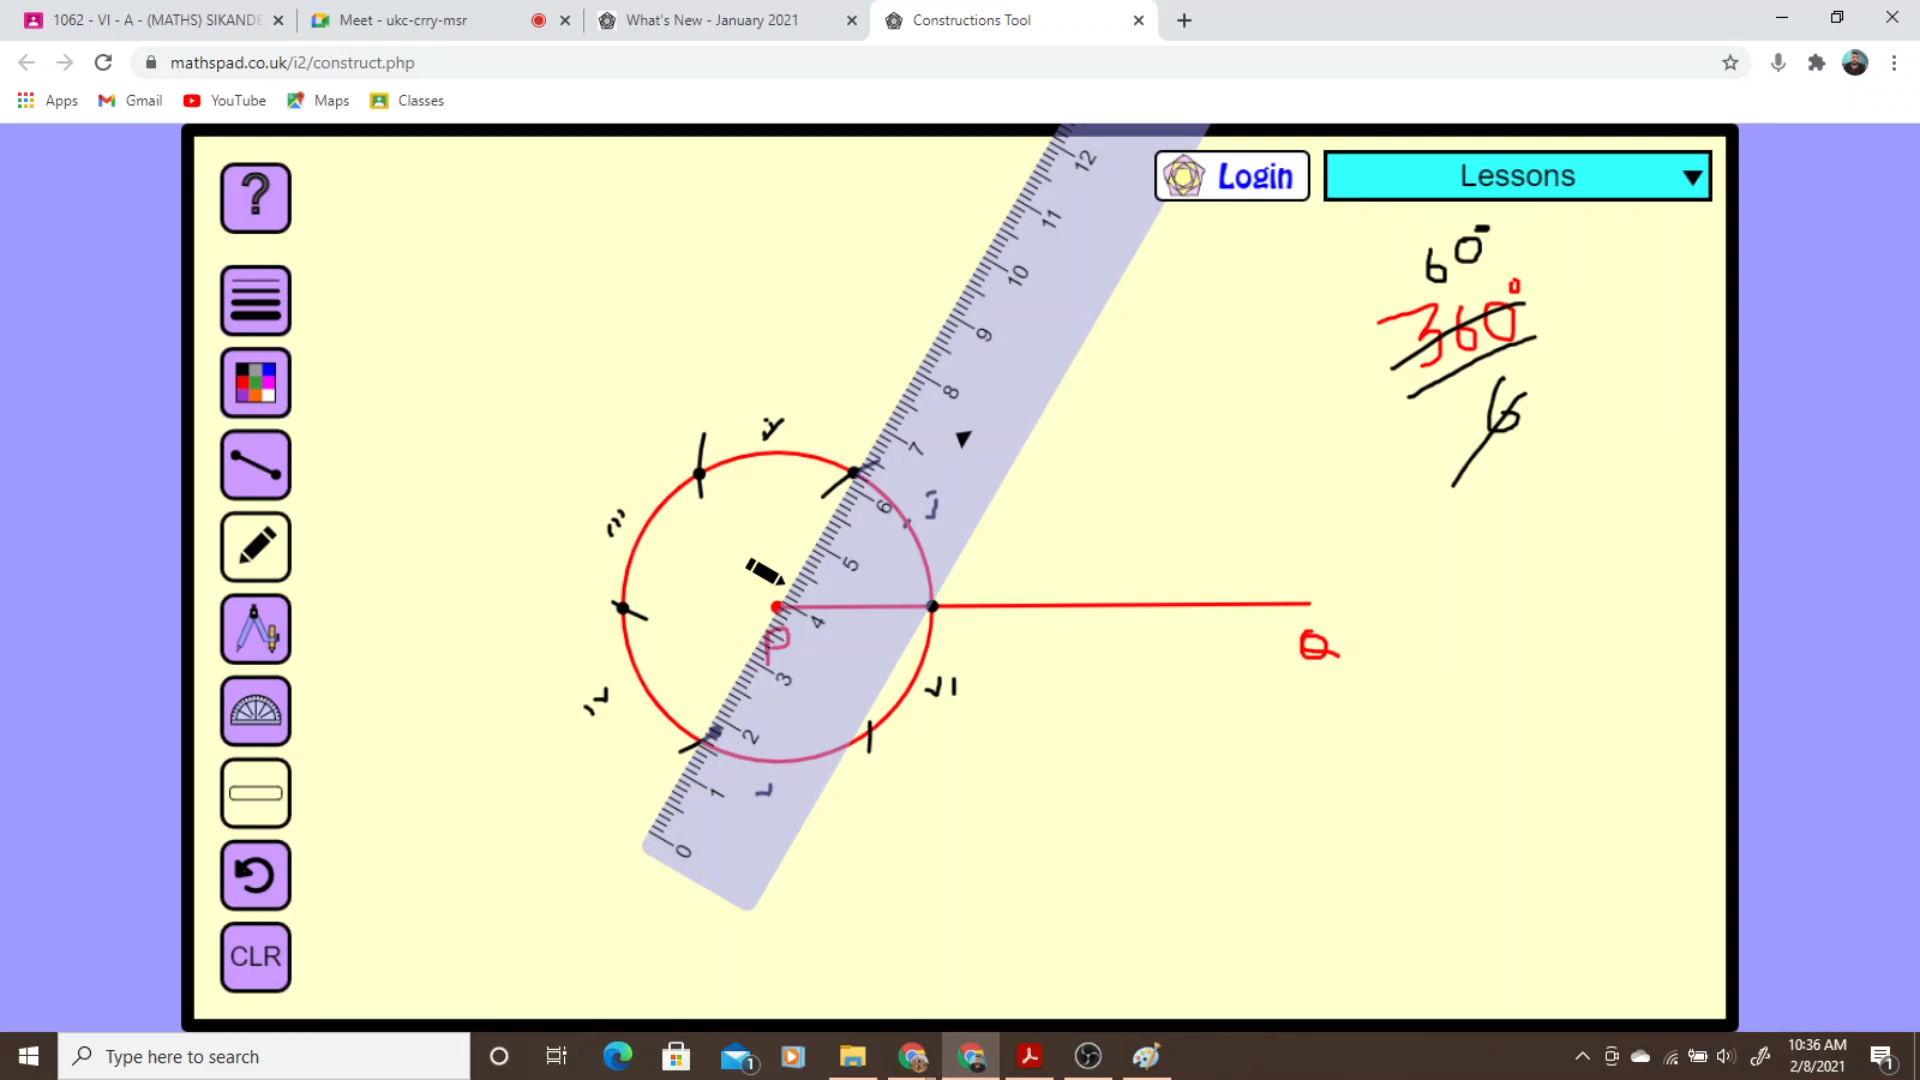 1062 - VI - A - (MATHS) SIKANDE
Meet - ukc-crry-msr
What's New - January 2021
Constructions Tool
mathspad.co.uk/i2/construct.php
Apps
Gmail
YouTube
Maps
Classes
?
Login
Lessons
60°
360°
6
12
11
10
9
8
7
6
5
4
3
2
1
0
P
Q
CLR
Type here to search
1
10:36 AM
2/8/2021
1